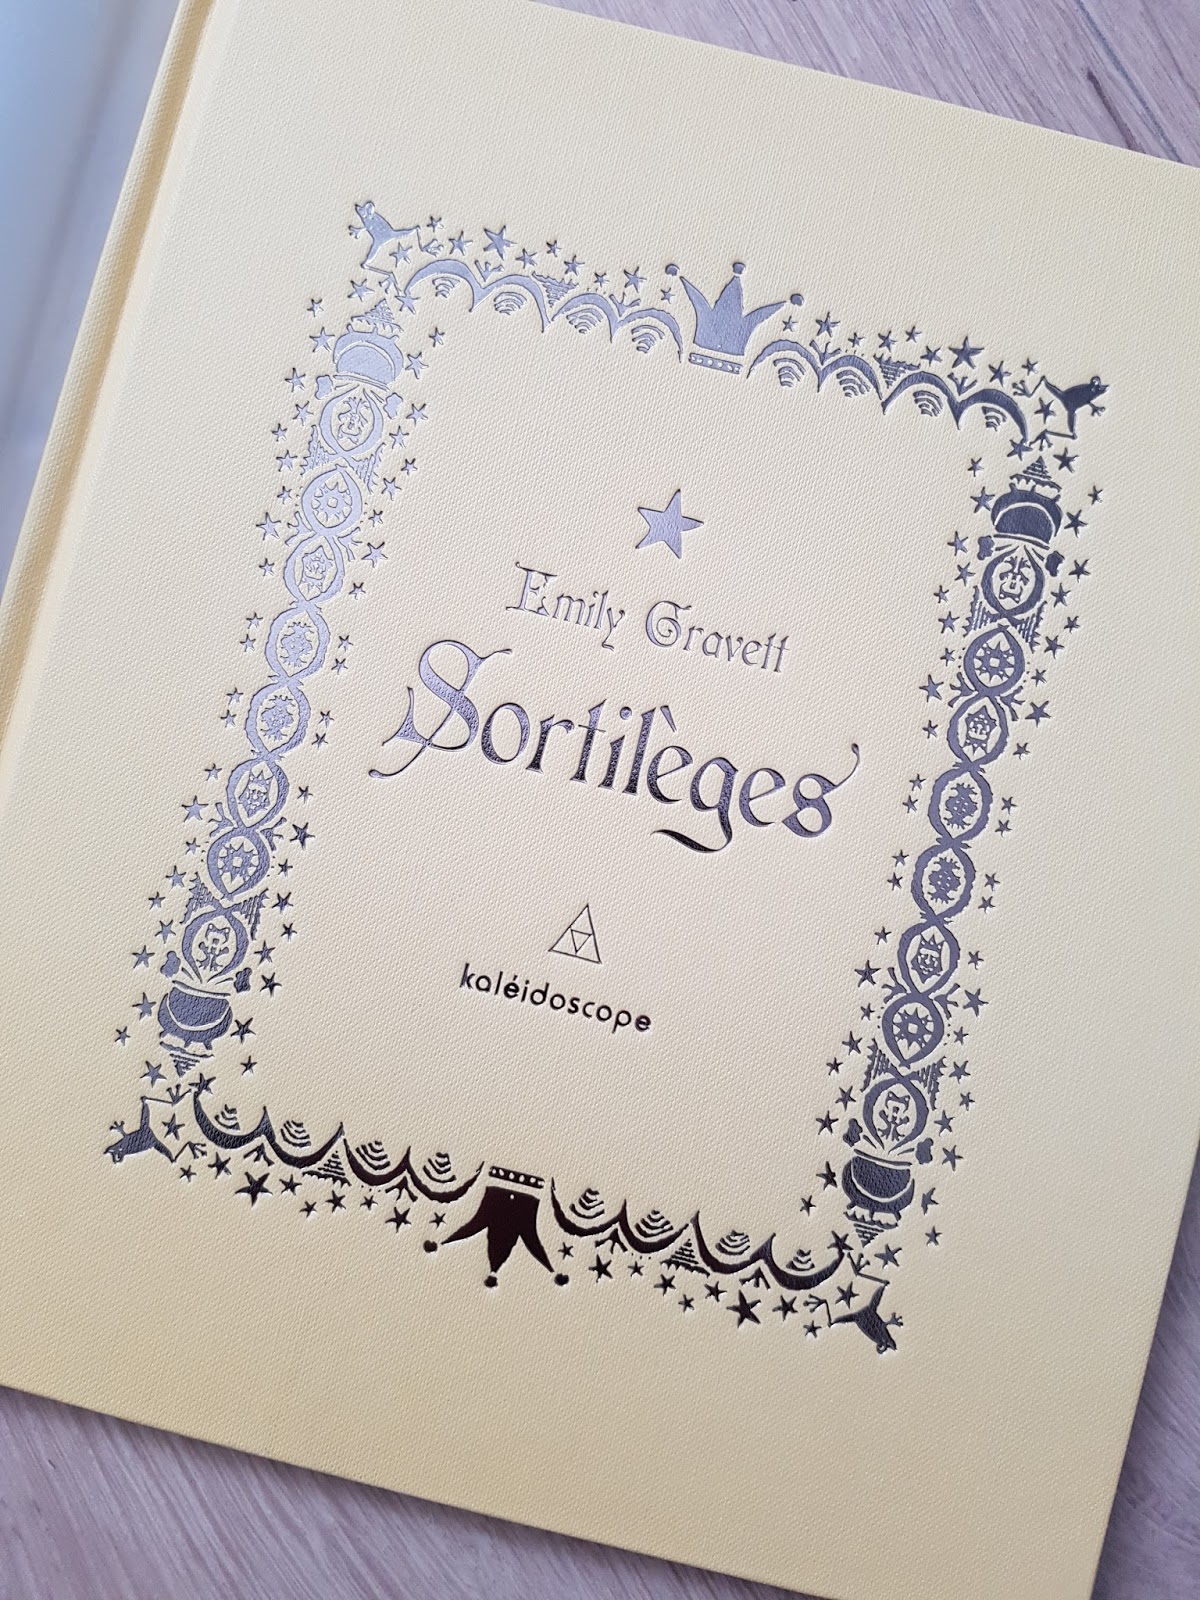 Emily Gravett
Sortilèges
kaléidoscope